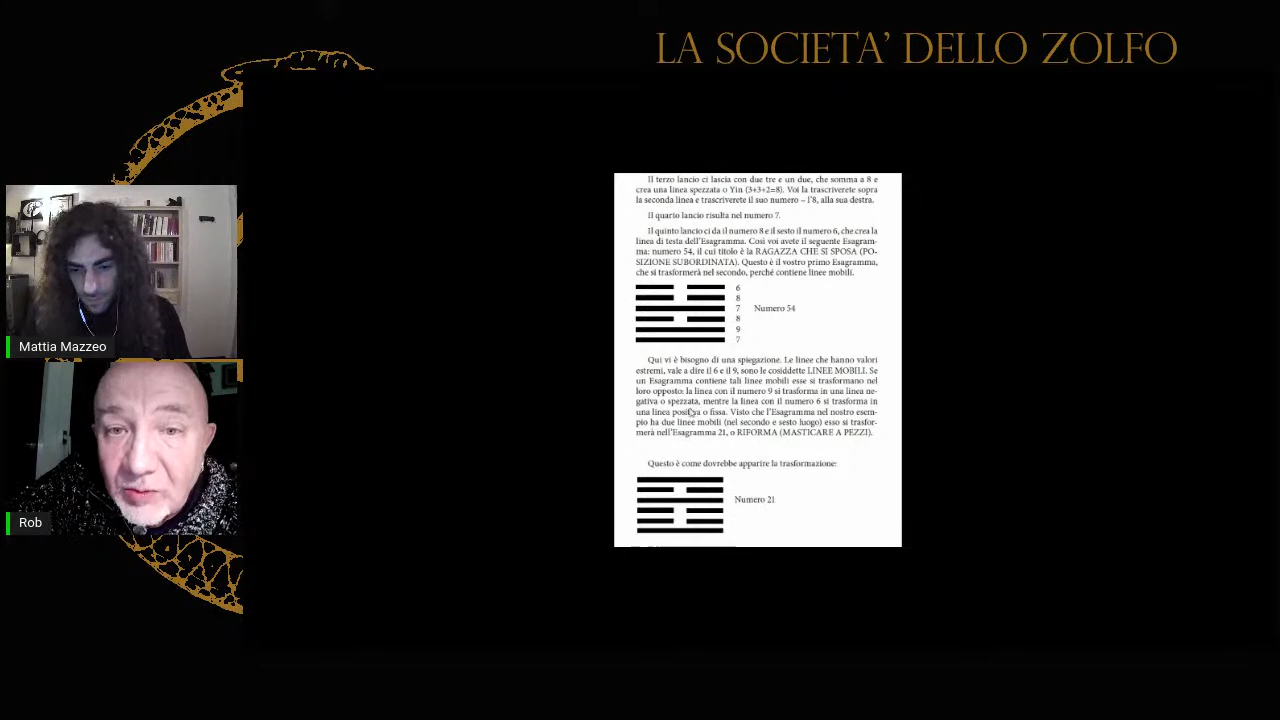 LA SOCIETA' DELLO ZOLFO
Mattia Mazzeo
Rob
Il terzo lancio ci lascia con due tre e un due, che somma a 8 e
crea una linea spezzata o Yin (3+3+2=8). Voi la trascriverete sopra
la seconda linea e trascriverete il suo numero – l'8, alla sua destra.
Il quarto lancio risulta nel numero 7.
Il quinto lancio ci da il numero 8 e il sesto il numero 6, che crea la
linea di testa dell'Esagramma. Così voi avete il seguente Esagram-
ma: numero 54, il cui titolo è la RAGAZZA CHE SI SPOSA (PO-
SIZIONE SUBORDINATA). Questo è il vostro primo Esagramma,
che si trasformerà nel secondo, perché contiene linee mobili.
6
8
7 Numero 54
8
9
7
Qui vi è bisogno di una spiegazione. Le linee che hanno valori
estremi, vale a dire il 6 e il 9, sono le cosiddette LINEE MOBILI. Se
un Esagramma contiene tali linee mobili esse si trasformano nel
loro opposto: la linea con il numero 9 si trasforma in una linea ne-
gativa o spezzata, mentre la linea con il numero 6 si trasforma in
una linea positiva o fissa. Visto che l'Esagramma nel nostro esem-
pio ha due linee mobili (nel secondo e sesto luogo) esso si trasfor-
merà nell'Esagramma 21, o RIFORMA (MASTICARE A PEZZI).
Questo è come dovrebbe apparire la trasformazione:
Numero 21